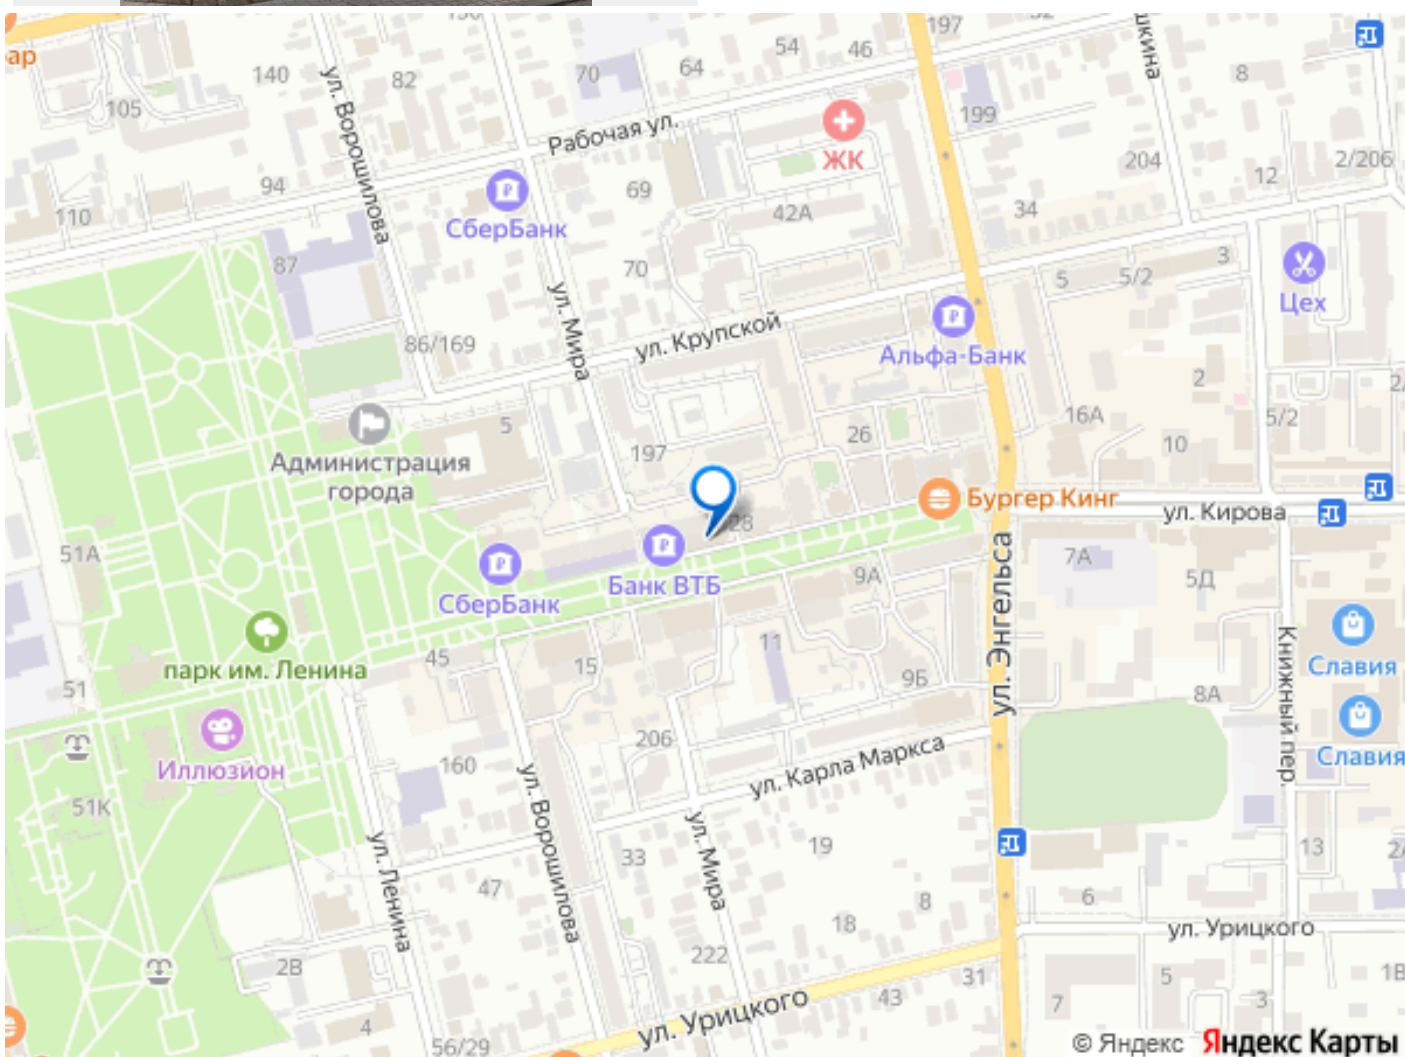 ар
105
140
82
70
64
54
46
197
199
8
ул. Ворошилова
Рабочая ул.
ЖК
204
12
2/206
110
94
69
42А
34
СберБанк
87
70
5
5/2
3
Цех
ул. Мира
86/169
ул. Крупской
Альфа-Банк
2
16А
5/2
10
26
5
197
Администрация
города
28
Бургер Кинг
ул. Кирова
51А
СберБанк
Банк ВТБ
9А
7А
5Д
ул. Энгельса
11
парк им. Ленина
45
15
9Б
8А
Книжный пер.
Славия
51
Славия
Иллюзион
206
160
ул. Карла Маркса
51К
ул. Ленина
ул. Ворошилова
ул. Мира
33
19
13
47
18
8
6
ул. Урицкого
2В
222
31
5
43
7
3
1В
4
56/29
ул. Урицкого
© Яндекс Яндекс Карты